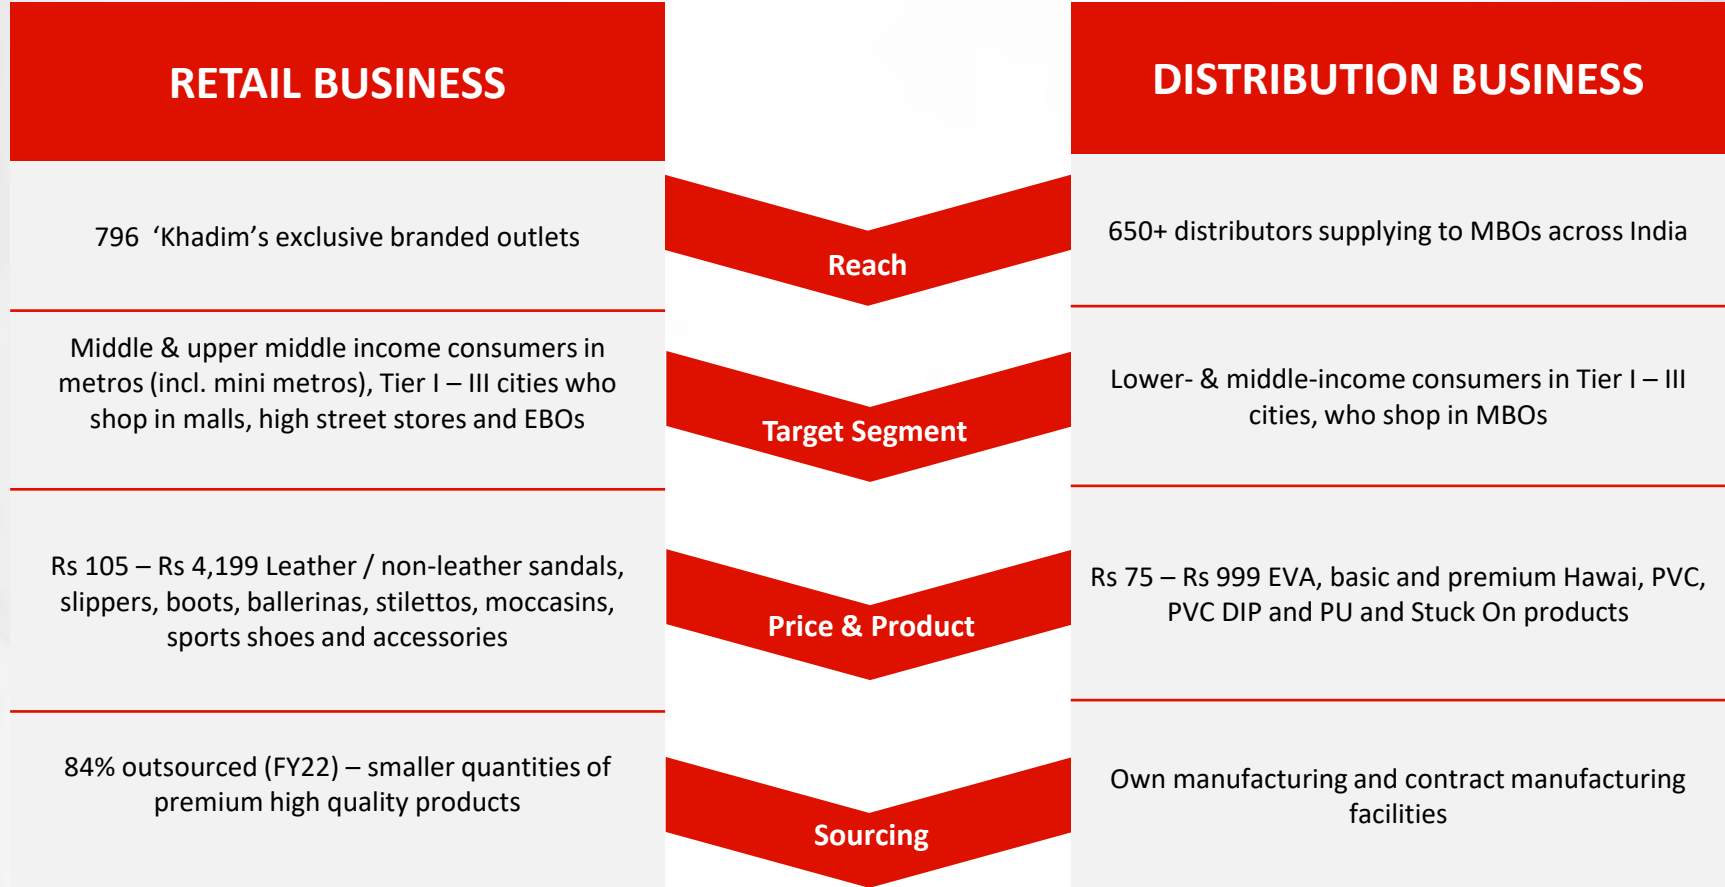 RETAIL BUSINESS
DISTRIBUTION BUSINESS
796  ‘Khadim’s exclusive branded outlets
Reach
650+ distributors supplying to MBOs across India
Middle & upper middle income consumers in
metros (incl. mini metros), Tier I – III cities who
shop in malls, high street stores and EBOs
Target Segment
Lower- & middle-income consumers in Tier I – III
cities, who shop in MBOs
Rs 105 – Rs 4,199 Leather / non-leather sandals,
slippers, boots, ballerinas, stilettos, moccasins,
sports shoes and accessories
Price & Product
Rs 75 – Rs 999 EVA, basic and premium Hawai, PVC,
PVC DIP and PU and Stuck On products
84% outsourced (FY22) – smaller quantities of
premium high quality products
Sourcing
Own manufacturing and contract manufacturing
facilities